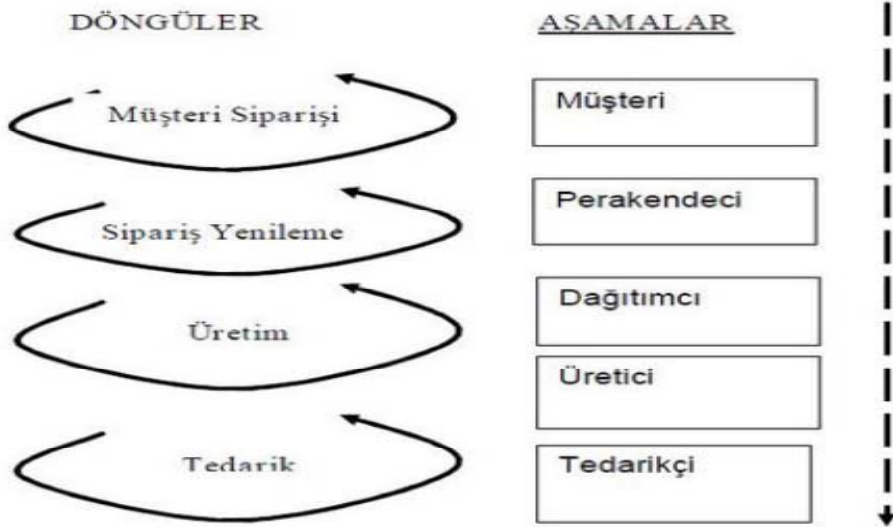 DÖNGÜLER
AŞAMALAR
Müşteri Siparişi
Müşteri
Sipariş Yenileme
Perakendeci
Üretim
Dağıtımcı
Üretici
Tedarik
Tedarikçi